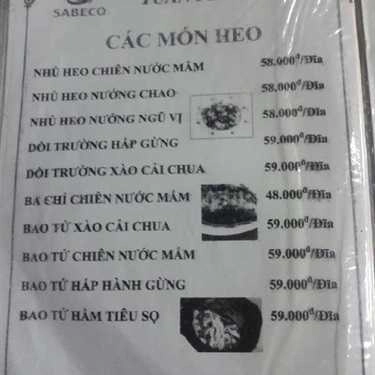 SABECO
CÁC MÓN HEO
NHŨ HEO CHIÊN NƯỚC MẮM 58.000đ/Đĩa
NHŨ HEO NƯỚNG CHAO 58.000đ/Đĩa
NHŨ HEO NƯỚNG NGŨ VỊ 58.000đ/Đĩa
DỒI TRƯỜNG HẤP GỪNG 59.000đ/Đĩa
DỒI TRƯỜNG XÀO CẢI CHUA 59.000đ/Đĩa
BA CHỈ CHIÊN NƯỚC MẮM 48.000đ/Đĩa
BAO TỬ XÀO CẢI CHUA 59.000đ/Đĩa
BAO TỬ CHIÊN NƯỚC MẮM 59.000đ/Đĩa
BAO TỬ HẤP HÀNH GỪNG 59.000đ/Đĩa
BAO TỬ HẦM TIÊU SỌ 59.000đ/Đĩa